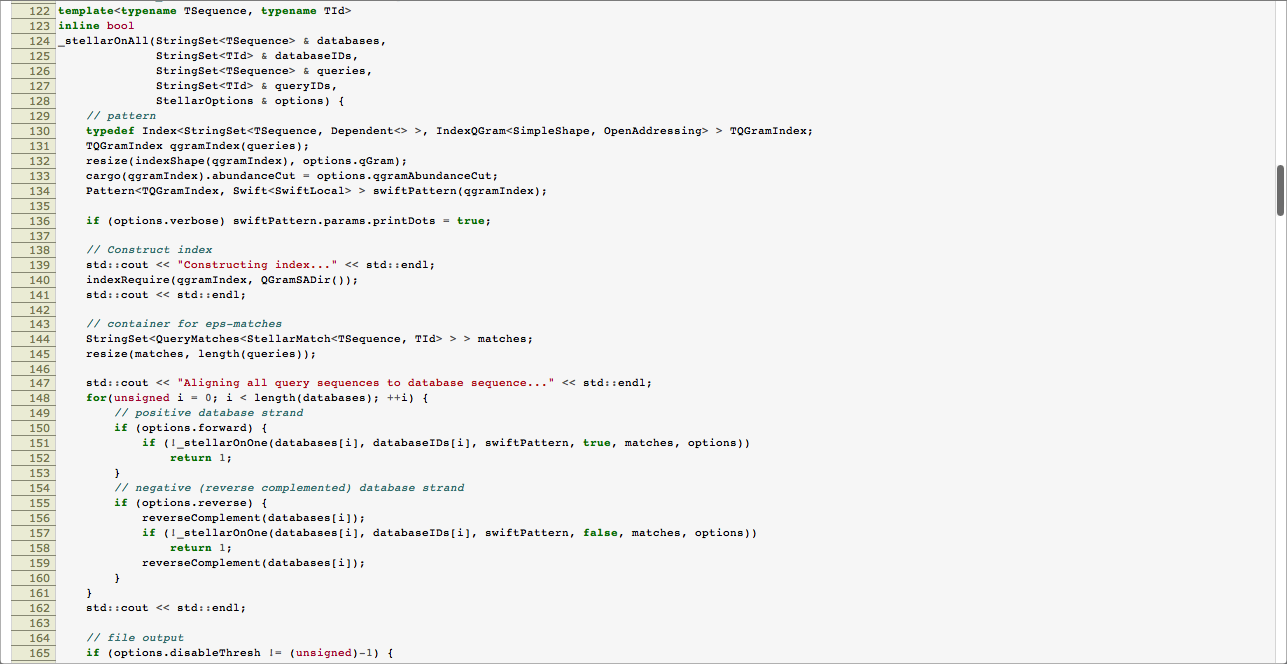 122 template<typename TSequence, typename TId>
123 inline bool
124 _stellarOnAll(StringSet<TSequence> & databases,
125               StringSet<TId> & databaseIDs,
126               StringSet<TSequence> & queries,
127               StringSet<TId> & queryIDs,
128               StellarOptions & options) {
129     // pattern
130     typedef Index<StringSet<TSequence, Dependent<> >, IndexQGram<SimpleShape, OpenAddressing> > TQGramIndex;
131     TQGramIndex qgramIndex(queries);
132     resize(indexShape(qgramIndex), options.qGram);
133     cargo(qgramIndex).abundanceCut = options.qgramAbundanceCut;
134     Pattern<TQGramIndex, Swift<SwiftLocal> > swiftPattern(qgramIndex);
135
136     if (options.verbose) swiftPattern.params.printDots = true;
137
138     // Construct index
139     std::cout << "Constructing index..." << std::endl;
140     indexRequire(qgramIndex, QGramSADir());
141     std::cout << std::endl;
142
143     // container for eps-matches
144     StringSet<QueryMatches<StellarMatch<TSequence, TId> > > matches;
145     resize(matches, length(queries));
146
147     std::cout << "Aligning all query sequences to database sequence..." << std::endl;
148     for(unsigned i = 0; i < length(databases); ++i) {
149         // positive database strand
150         if (options.forward) {
151             if (!_stellarOnOne(databases[i], databaseIDs[i], swiftPattern, true, matches, options))
152                 return 1;
153         }
154         // negative (reverse complemented) database strand
155         if (options.reverse) {
156             reverseComplement(databases[i]);
157             if (!_stellarOnOne(databases[i], databaseIDs[i], swiftPattern, false, matches, options))
158                 return 1;
159             reverseComplement(databases[i]);
160         }
161     }
162     std::cout << std::endl;
163
164     // file output
165     if (options.disableThresh != (unsigned)-1) {